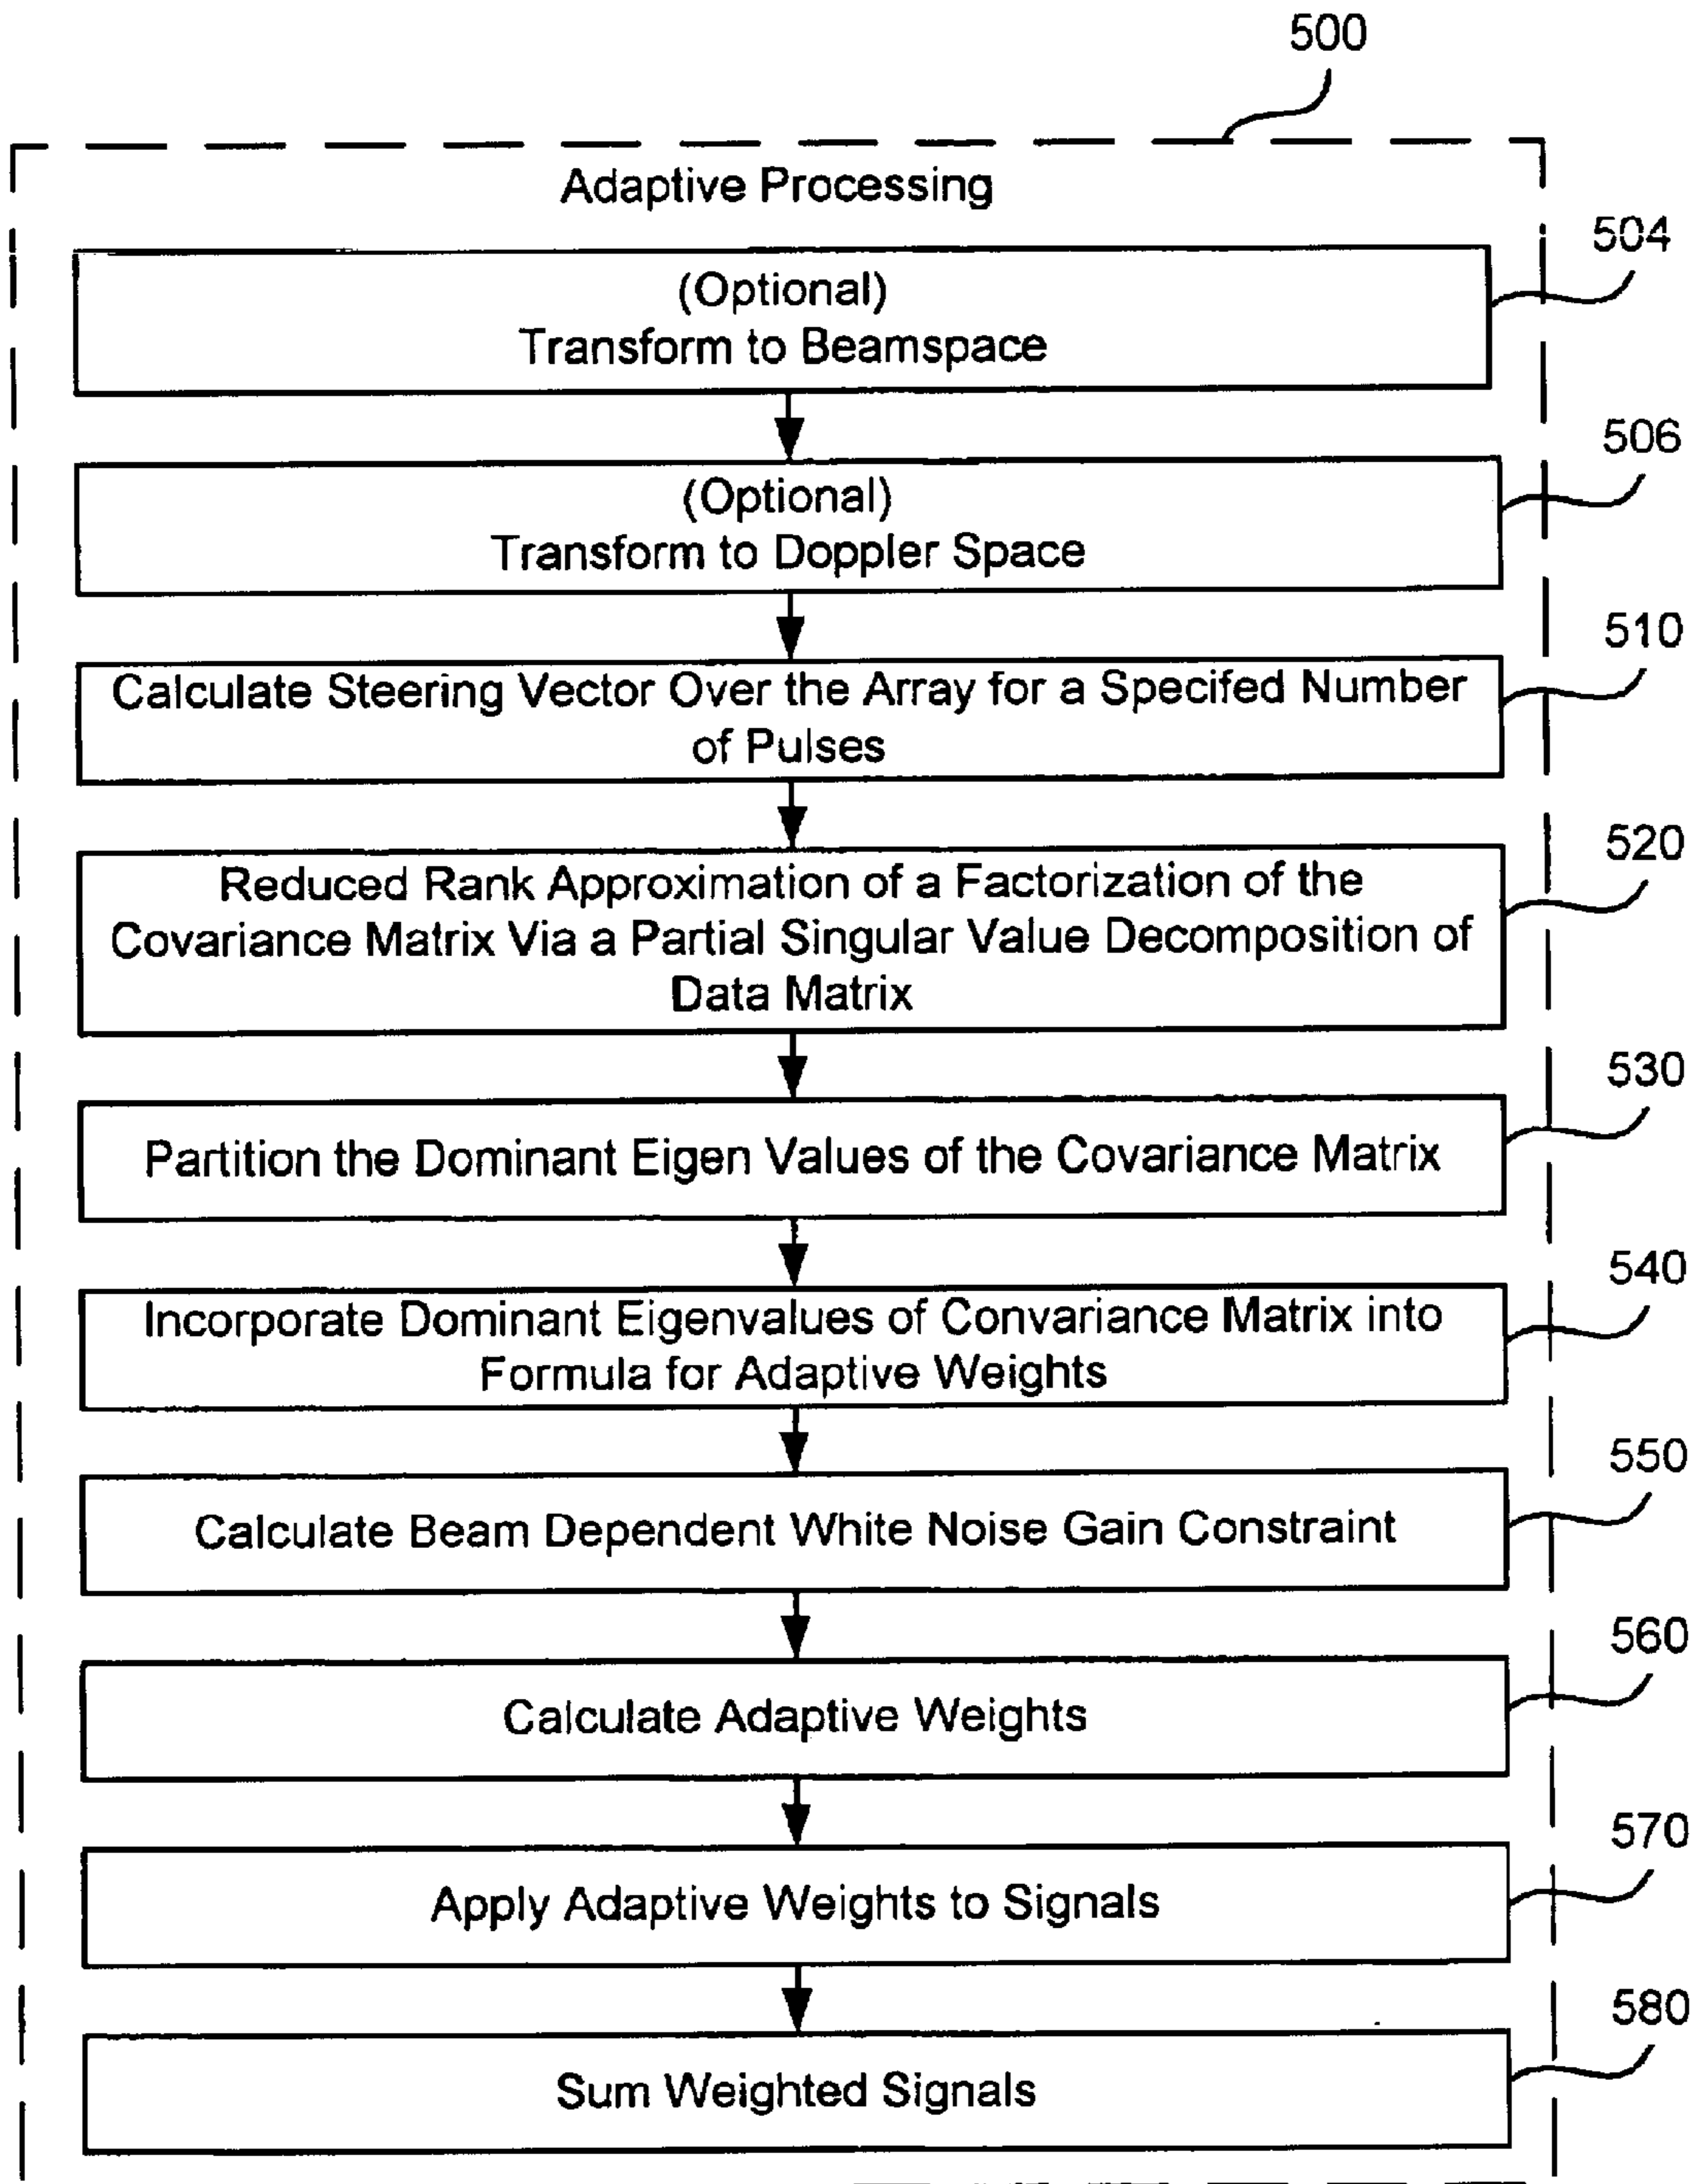 500
Adaptive Processing
504
(Optional)
Transform to Beamspace
506
(Optional)
Transform to Doppler Space
510
Calculate Steering Vector Over the Array for a Specifed Number
of Pulses
520
Reduced Rank Approximation of a Factorization of the
Covariance Matrix Via a Partial Singular Value Decomposition of
Data Matrix
530
Partition the Dominant Eigen Values of the Covariance Matrix
540
Incorporate Dominant Eigenvalues of Convariance Matrix into
Formula for Adaptive Weights
550
Calculate Beam Dependent White Noise Gain Constraint
560
Calculate Adaptive Weights
570
Apply Adaptive Weights to Signals
580
Sum Weighted Signals